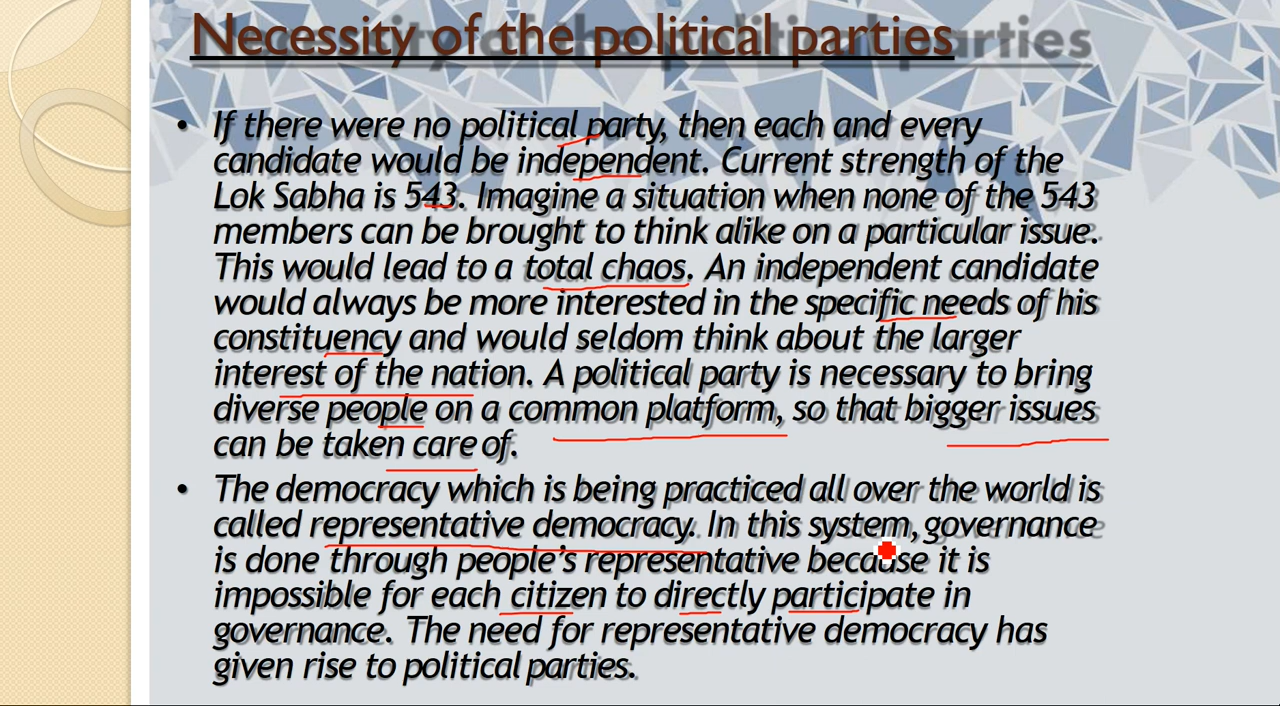 Necessity of the political parties
• If there were no political party, then each and every
candidate would be independent. Current strength of the
Lok Sabha is 543. Imagine a situation when none of the 543
members can be brought to think alike on a particular issue.
This would lead to a total chaos. An independent candidate
would always be more interested in the specific needs of his
constituency and would seldom think about the larger
interest of the nation. A political party is necessary to bring
diverse people on a common platform, so that bigger issues
can be taken care of.
• The democracy which is being practiced all over the world is
called representative democracy. In this system, governance
is done through people's representative because it is
impossible for each citizen to directly participate in
governance. The need for representative democracy has
given rise to political parties.